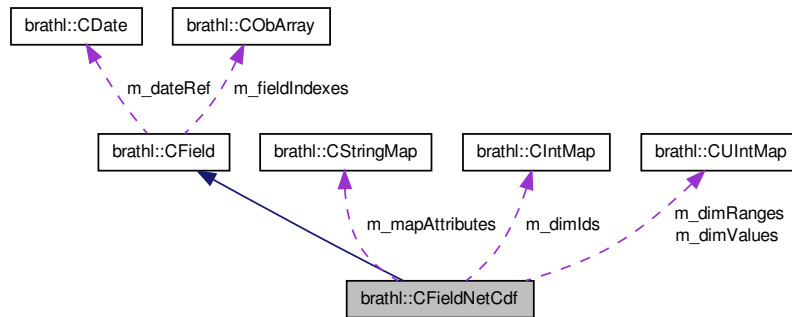 brathl::CDate
brathl::CObArray
m_dateRef
m_fieldIndexes
brathl::CField
brathl::CStringMap
brathl::CIntMap
brathl::CUIntMap
m_mapAttributes
m_dimIds
m_dimRanges
m_dimValues
brathl::CFieldNetCdf